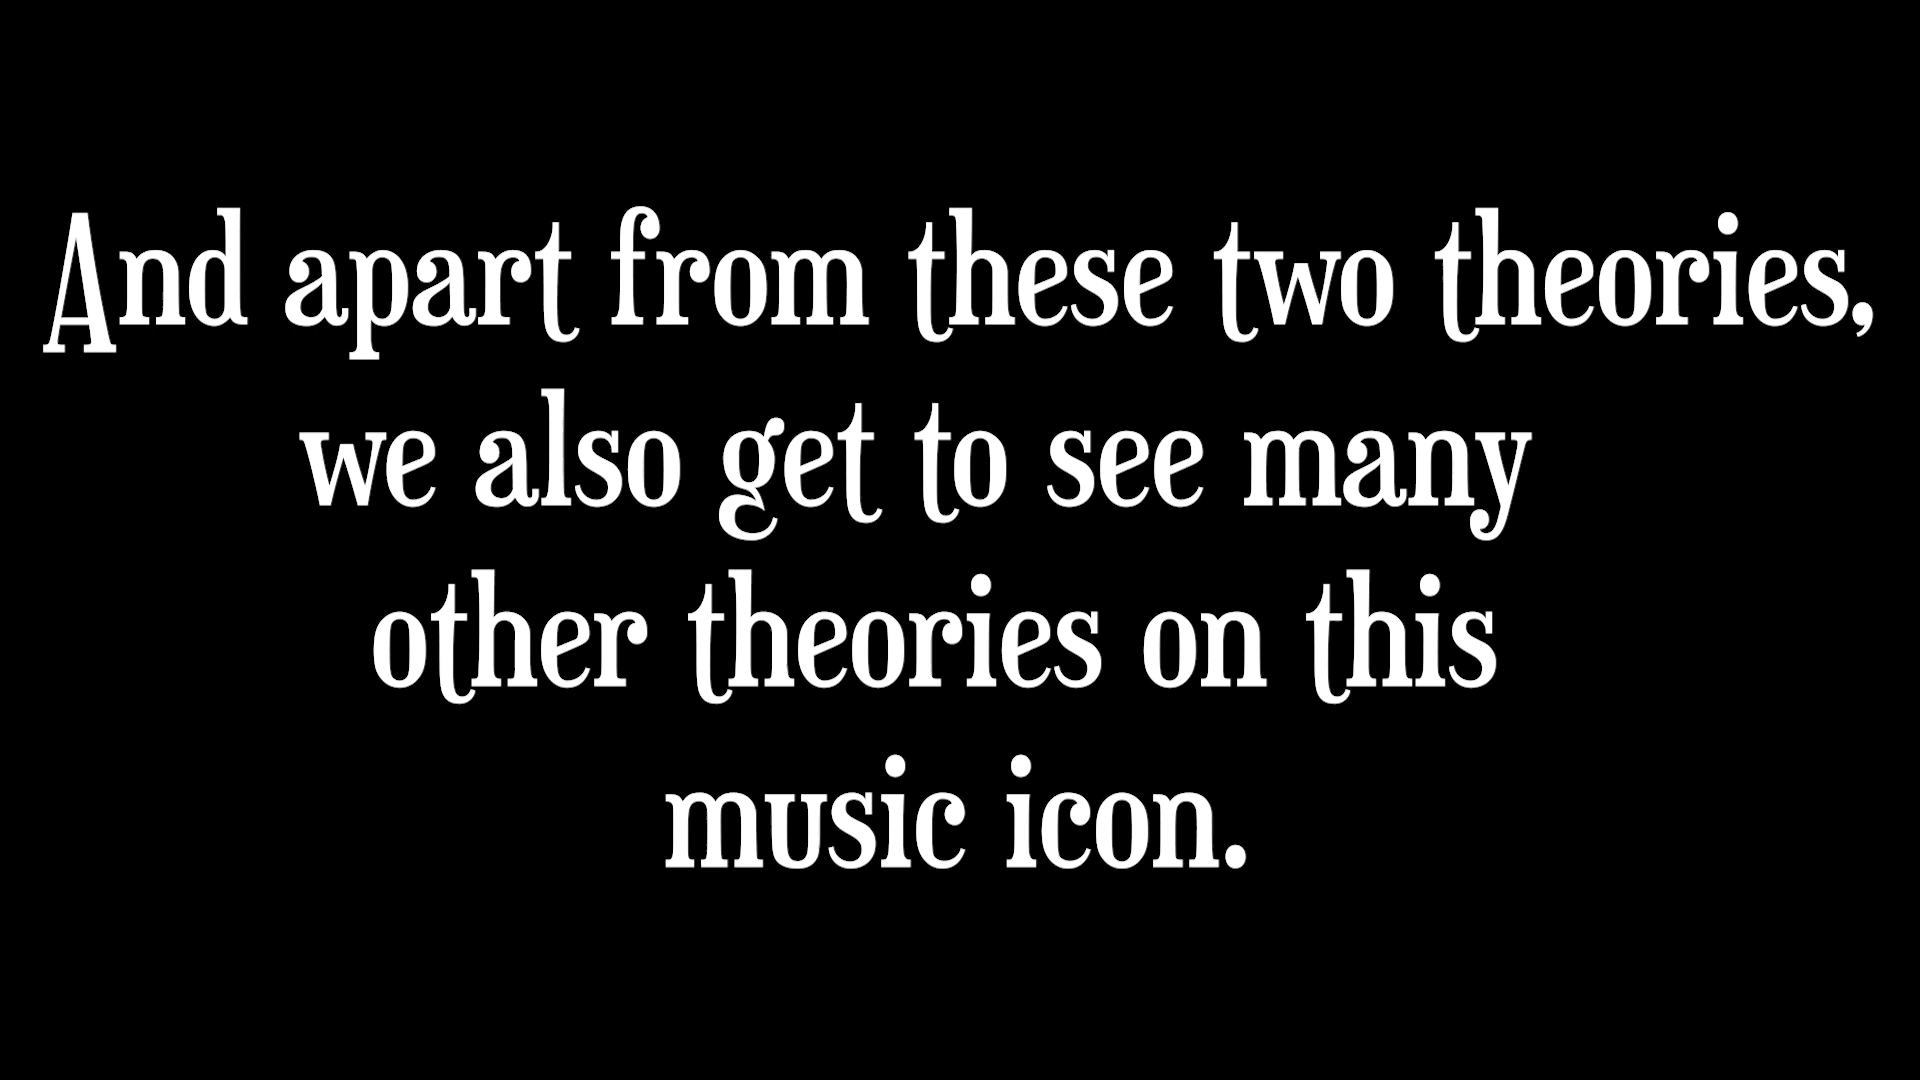 And apart from these two theories,
we also get to see many
other theories on this
music icon.